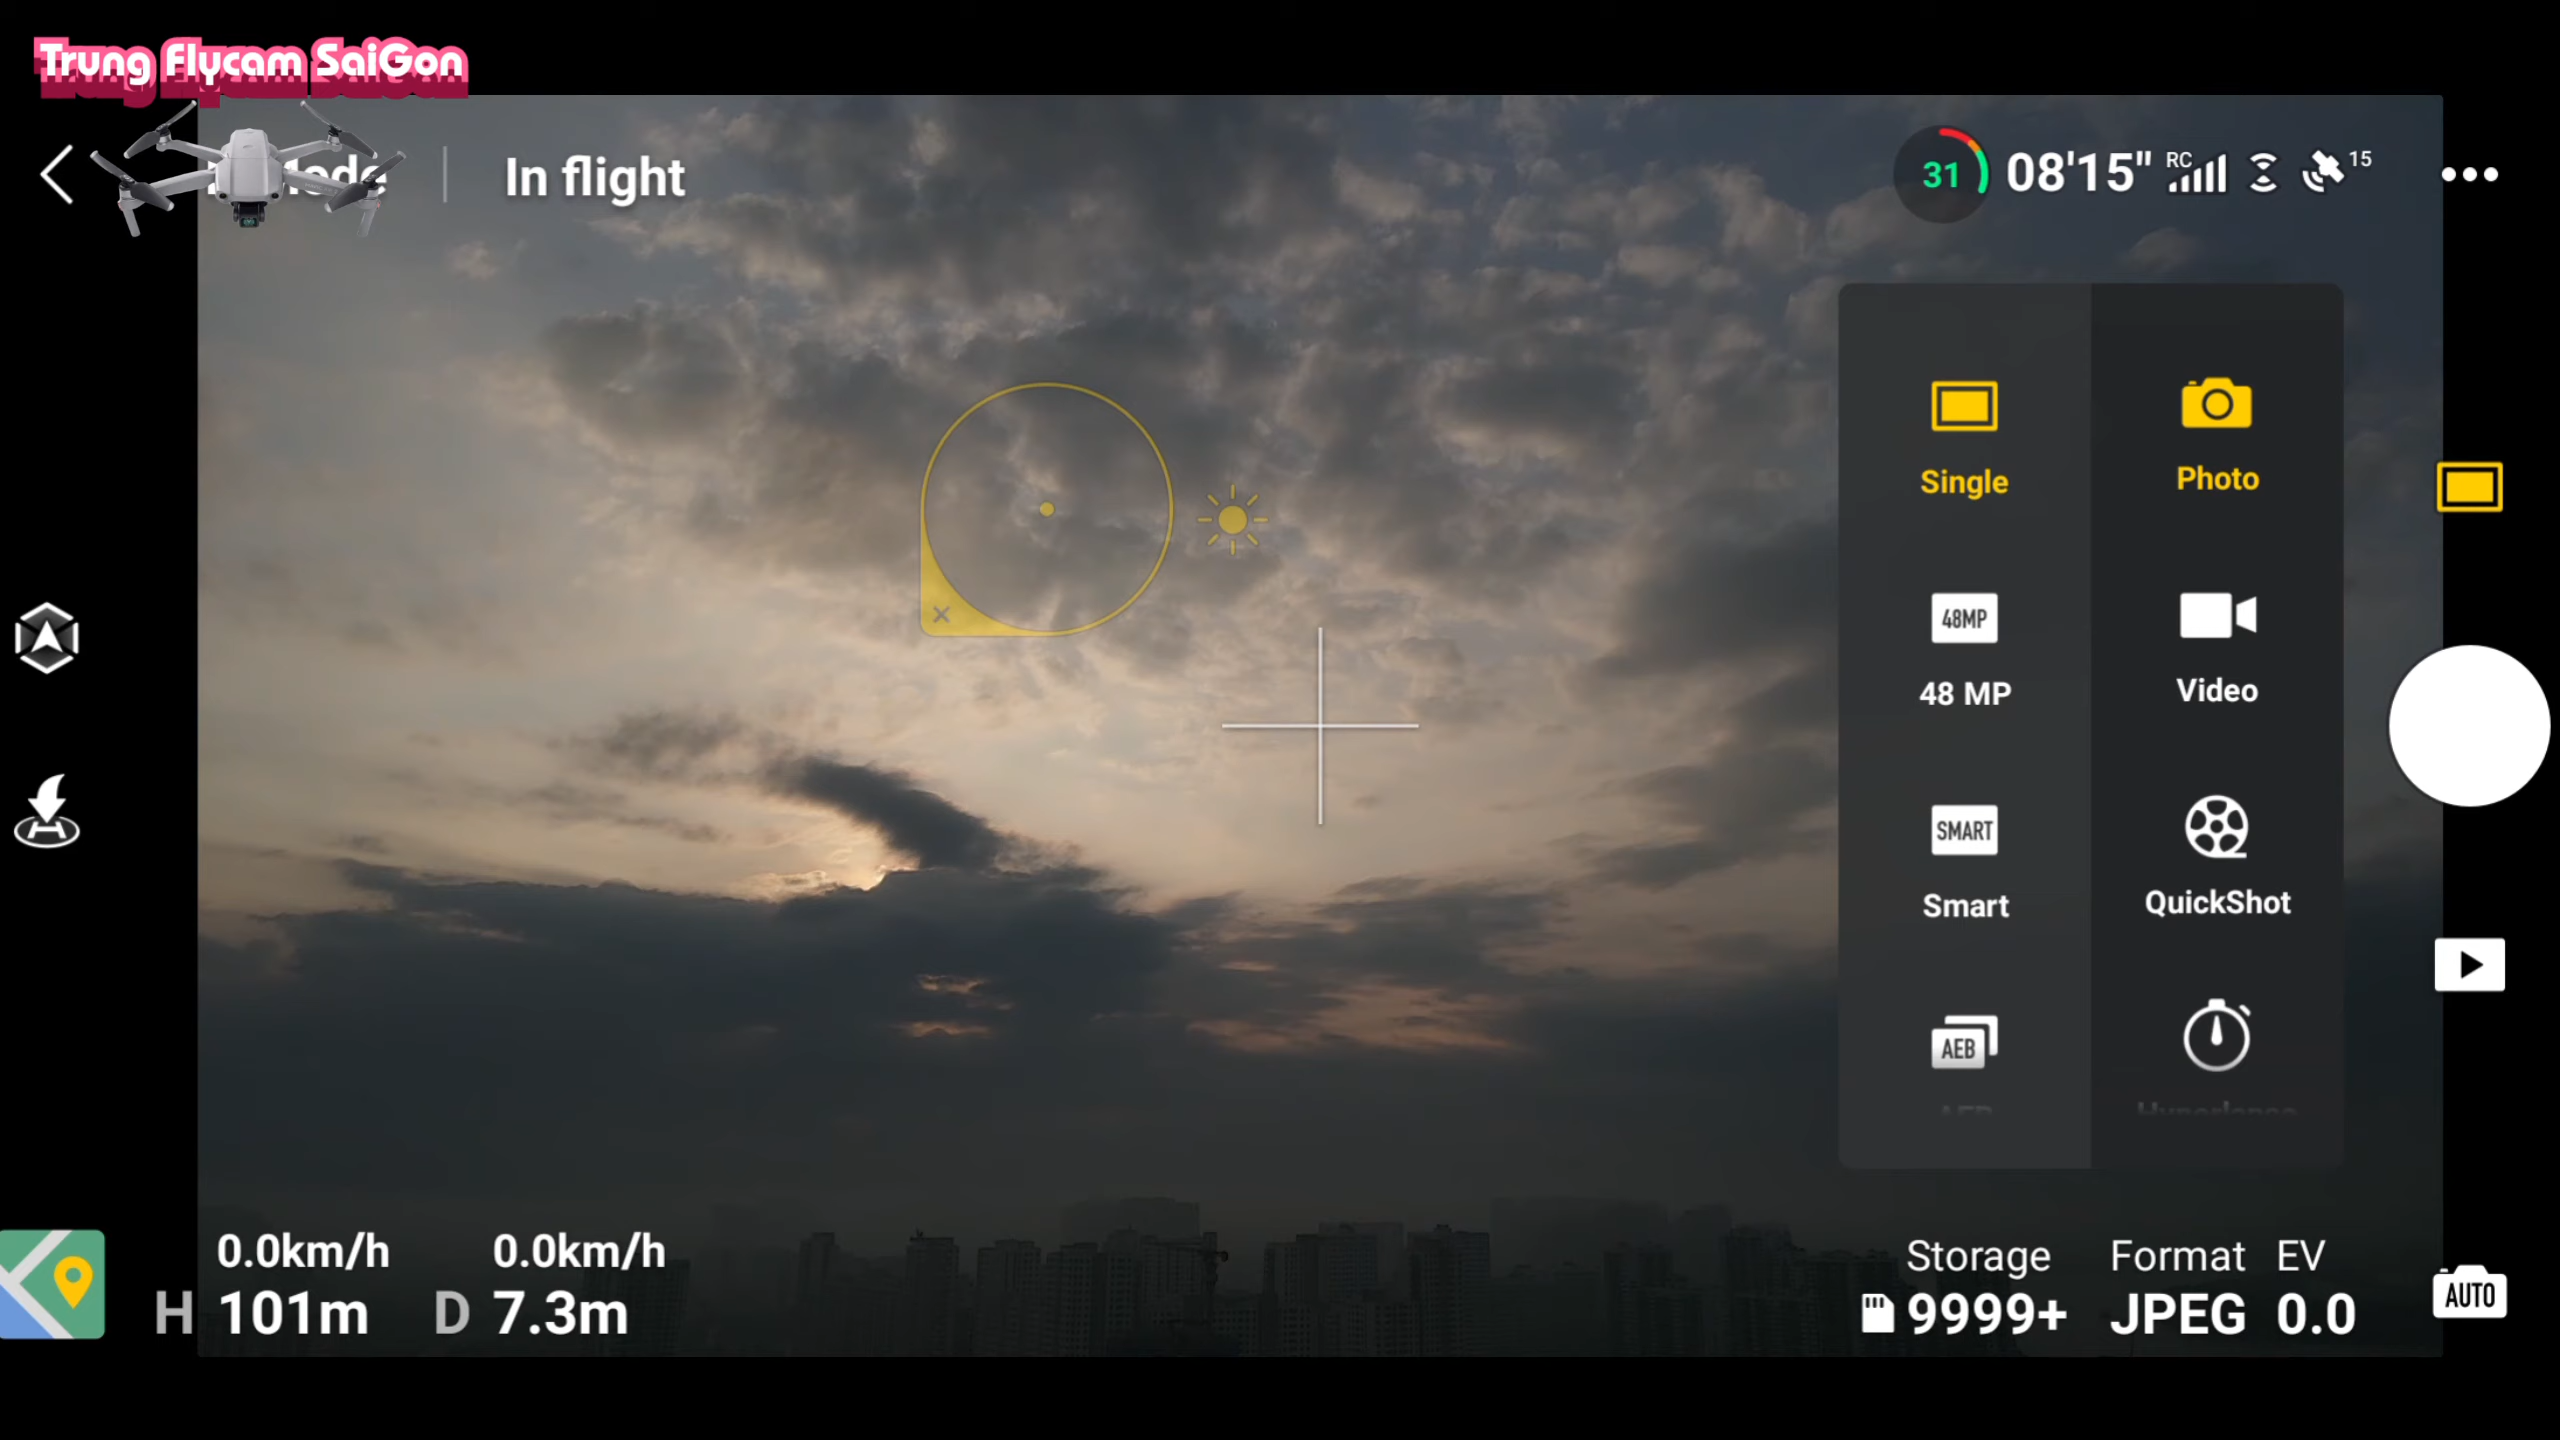 Trung Flycam SaiGon
In flight
31 08'15" RC 15
Single
Photo
48MP
48 MP
Video
SMART
Smart
QuickShot
AEB
Storage Format EV
9999+ JPEG 0.0
AUTO
0.0km/h 0.0km/h
H 101m D 7.3m